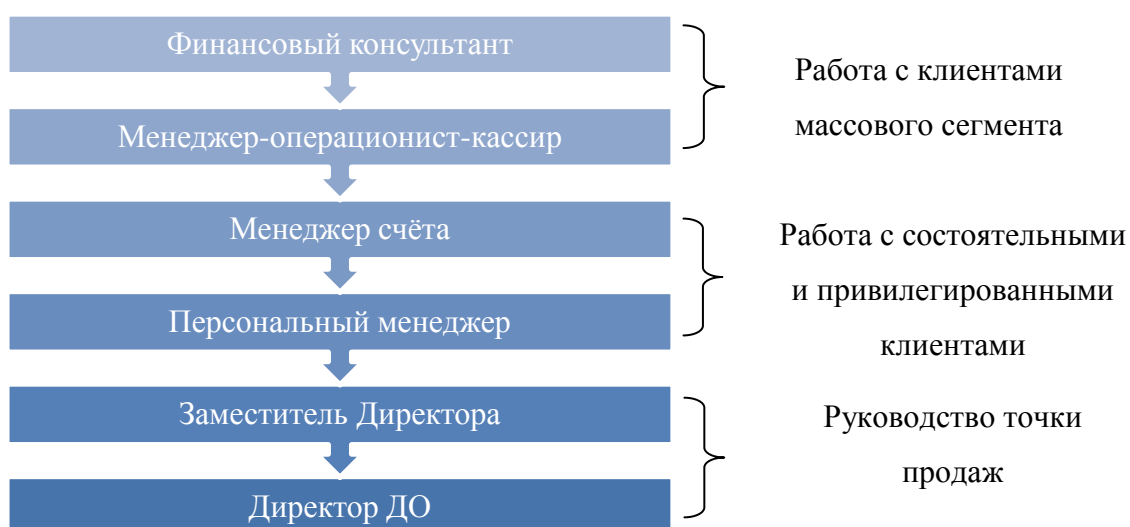 Финансовый консультант
Менеджер-операционист-кассир
Работа с клиентами
массового сегмента
Менеджер счёта
Персональный менеджер
Работа с состоятельными
и привилегированными
клиентами
Заместитель Директора
Директор ДО
Руководство точки
продаж